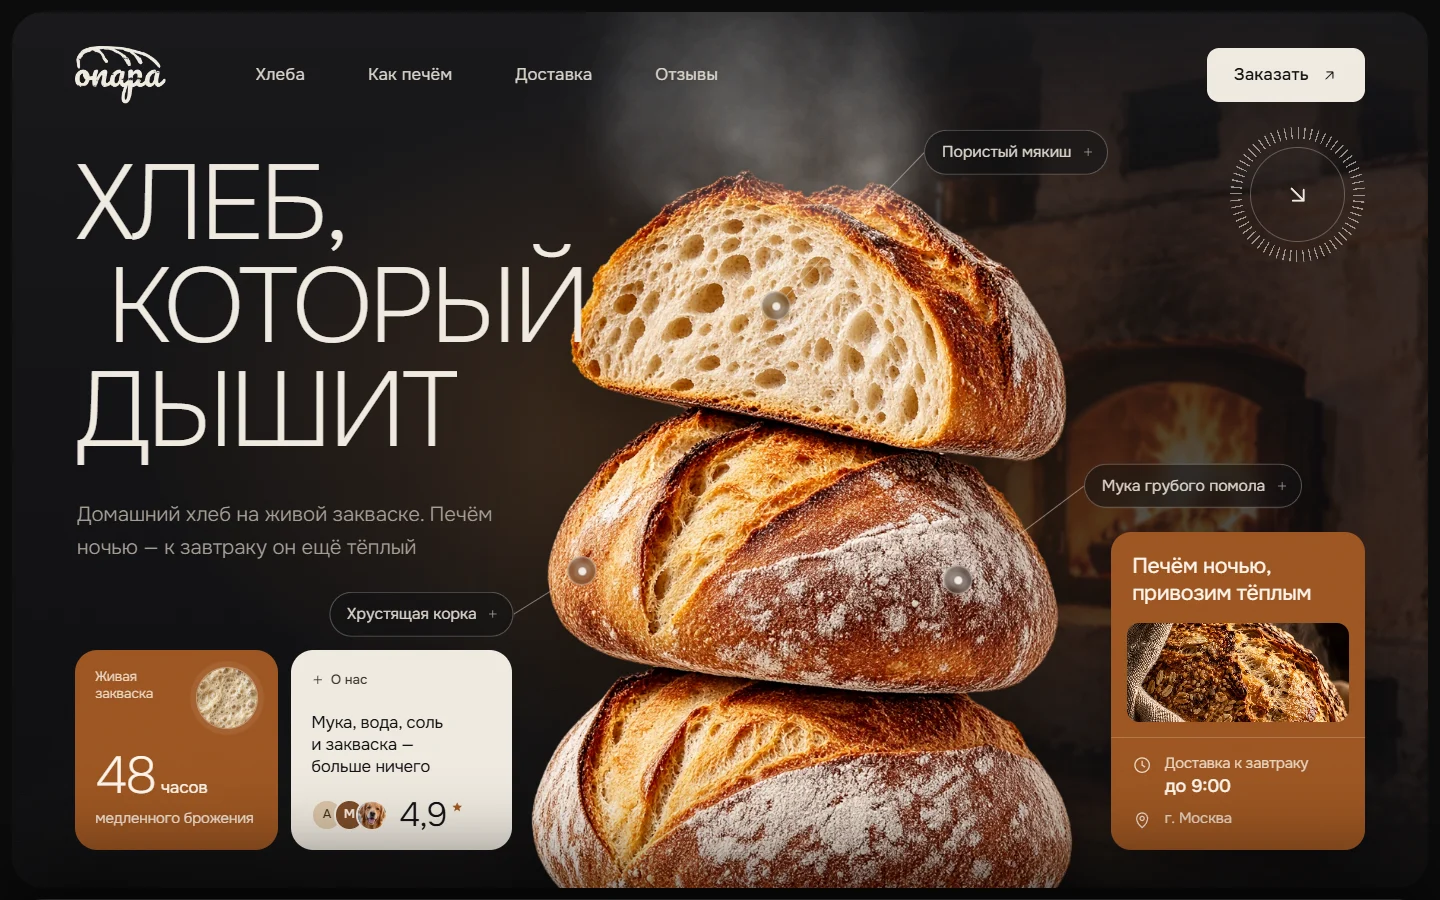 опара
Хлеба
Как печём
Доставка
Отзывы
Заказать
Пористый мякиш
ХЛЕБ,
КОТОРЫЙ
ДЫШИТ
Мука грубого помола
Домашний хлеб на живой закваске. Печём
ночью — к завтраку он ещё тёплый
Хрустящая корка
Живая
закваска
48 часов
медленного брожения
О нас
Мука, вода, соль
и закваска —
больше ничего
А
М
4,9
Печём ночью,
привозим тёплым
Доставка к завтраку
до 9:00
г. Москва